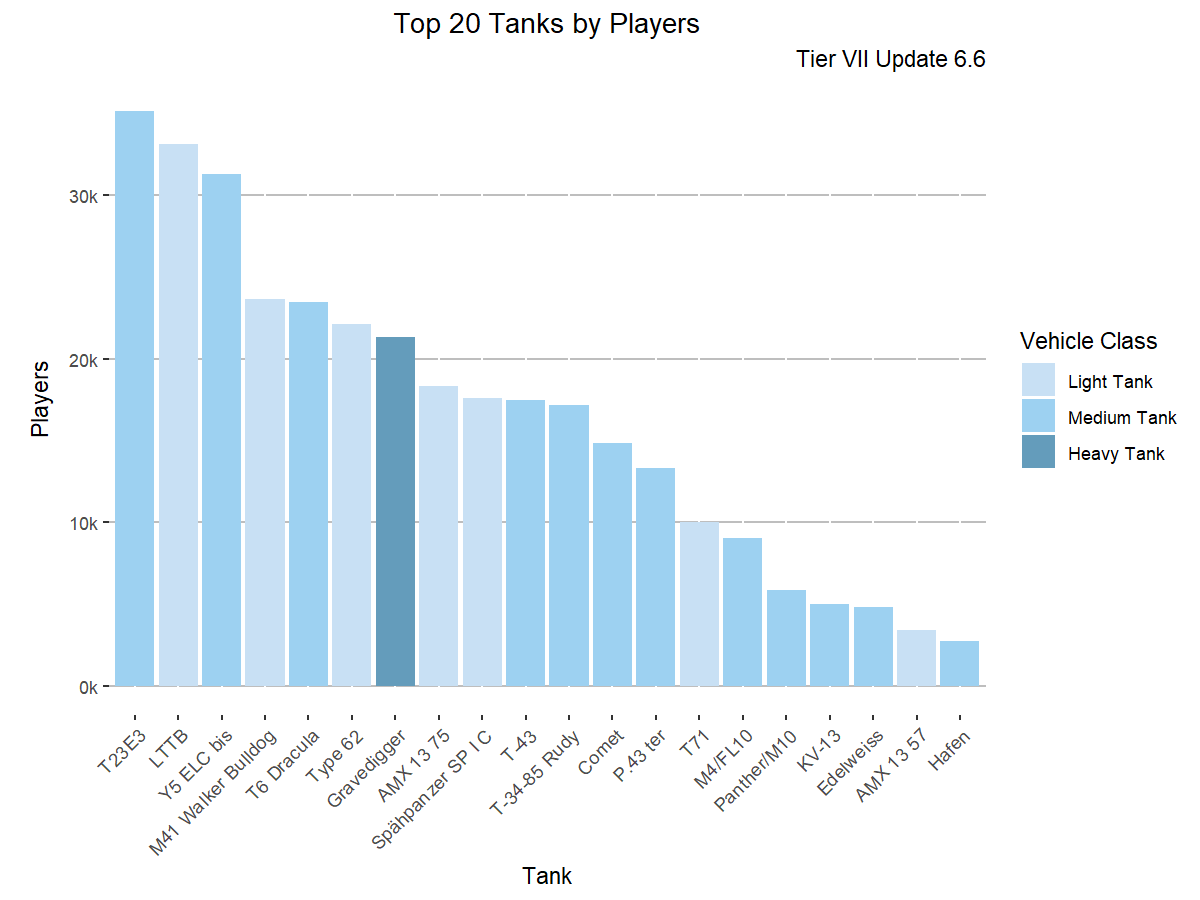 Top 20 Tanks by Players
Tier VII Update 6.6
Players
30k
20k
10k
0k
T23E3
LTTB
Y5 ELC bis
M41 Walker Bulldog
T6 Dracula
Type 62
Gravedigger
AMX 13 75
Spähpanzer SP I C
T-43
T-34-85 Rudy
Comet
P.43 ter
T71
M4/FL10
Panther/M10
KV-13
Edelweiss
AMX 13 57
Hafen
Tank
Vehicle Class
Light Tank
Medium Tank
Heavy Tank